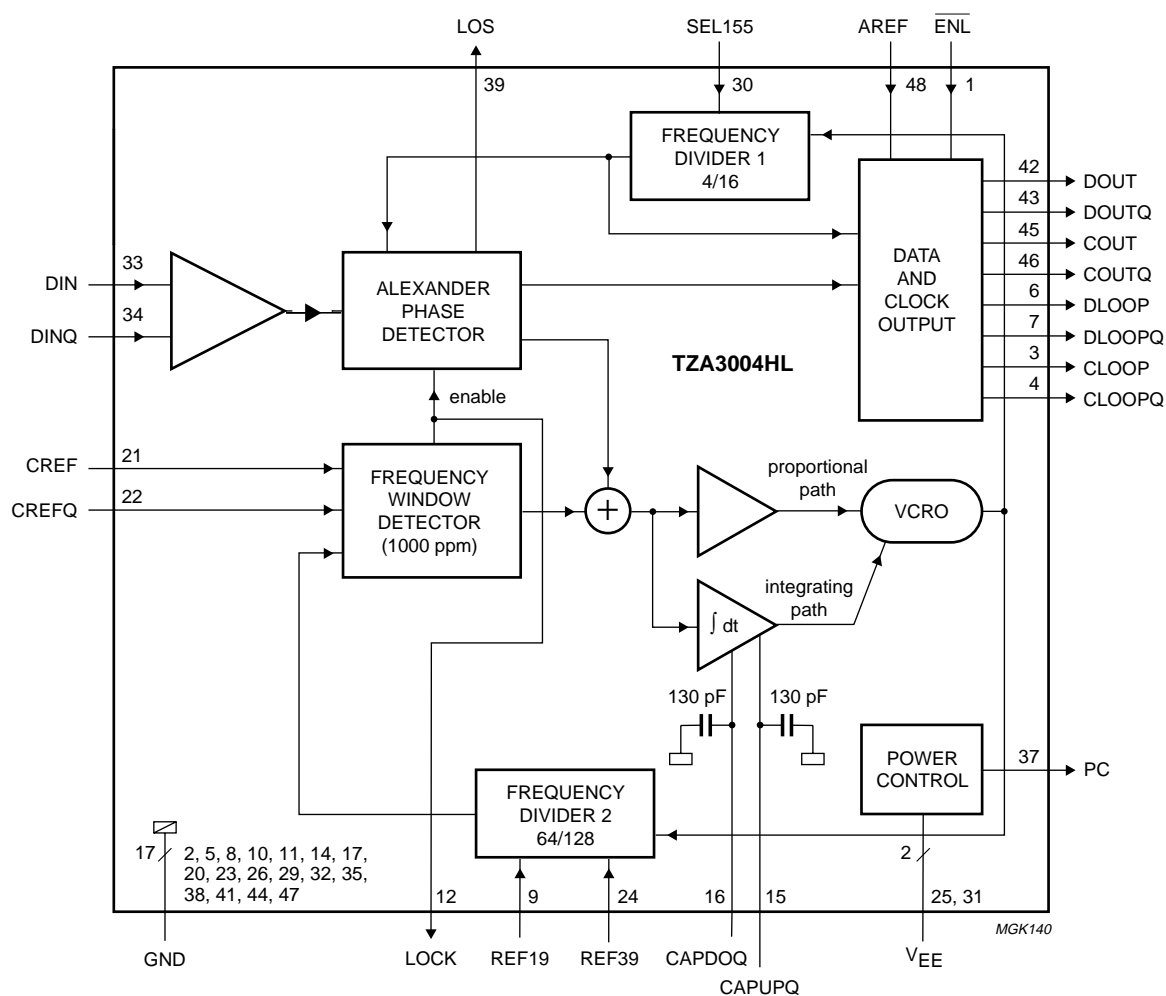 LOS
SEL155
AREF
ENL
39
30
48
1
FREQUENCY
DIVIDER 1
4/16
42
DOUT
43
DOUTQ
45
COUT
46
COUTQ
6
DLOOP
7
DLOOPQ
3
CLOOP
4
CLOOPQ
DATA
AND
CLOCK
OUTPUT
DIN
33
DINQ
34
ALEXANDER
PHASE
DETECTOR
TZA3004HL
enable
CREF
21
CREFQ
22
FREQUENCY
WINDOW
DETECTOR
(1000 ppm)
+
proportional
path
VCRO
integrating
path
∫ dt
130 pF
130 pF
POWER
CONTROL
37
PC
FREQUENCY
DIVIDER 2
64/128
17
2, 5, 8, 10, 11, 14, 17,
20, 23, 26, 29, 32, 35,
38, 41, 44, 47
2
12
9
24
16
15
25, 31
MGK140
GND
LOCK
REF19
REF39
CAPDOQ
CAPUPQ
VEE